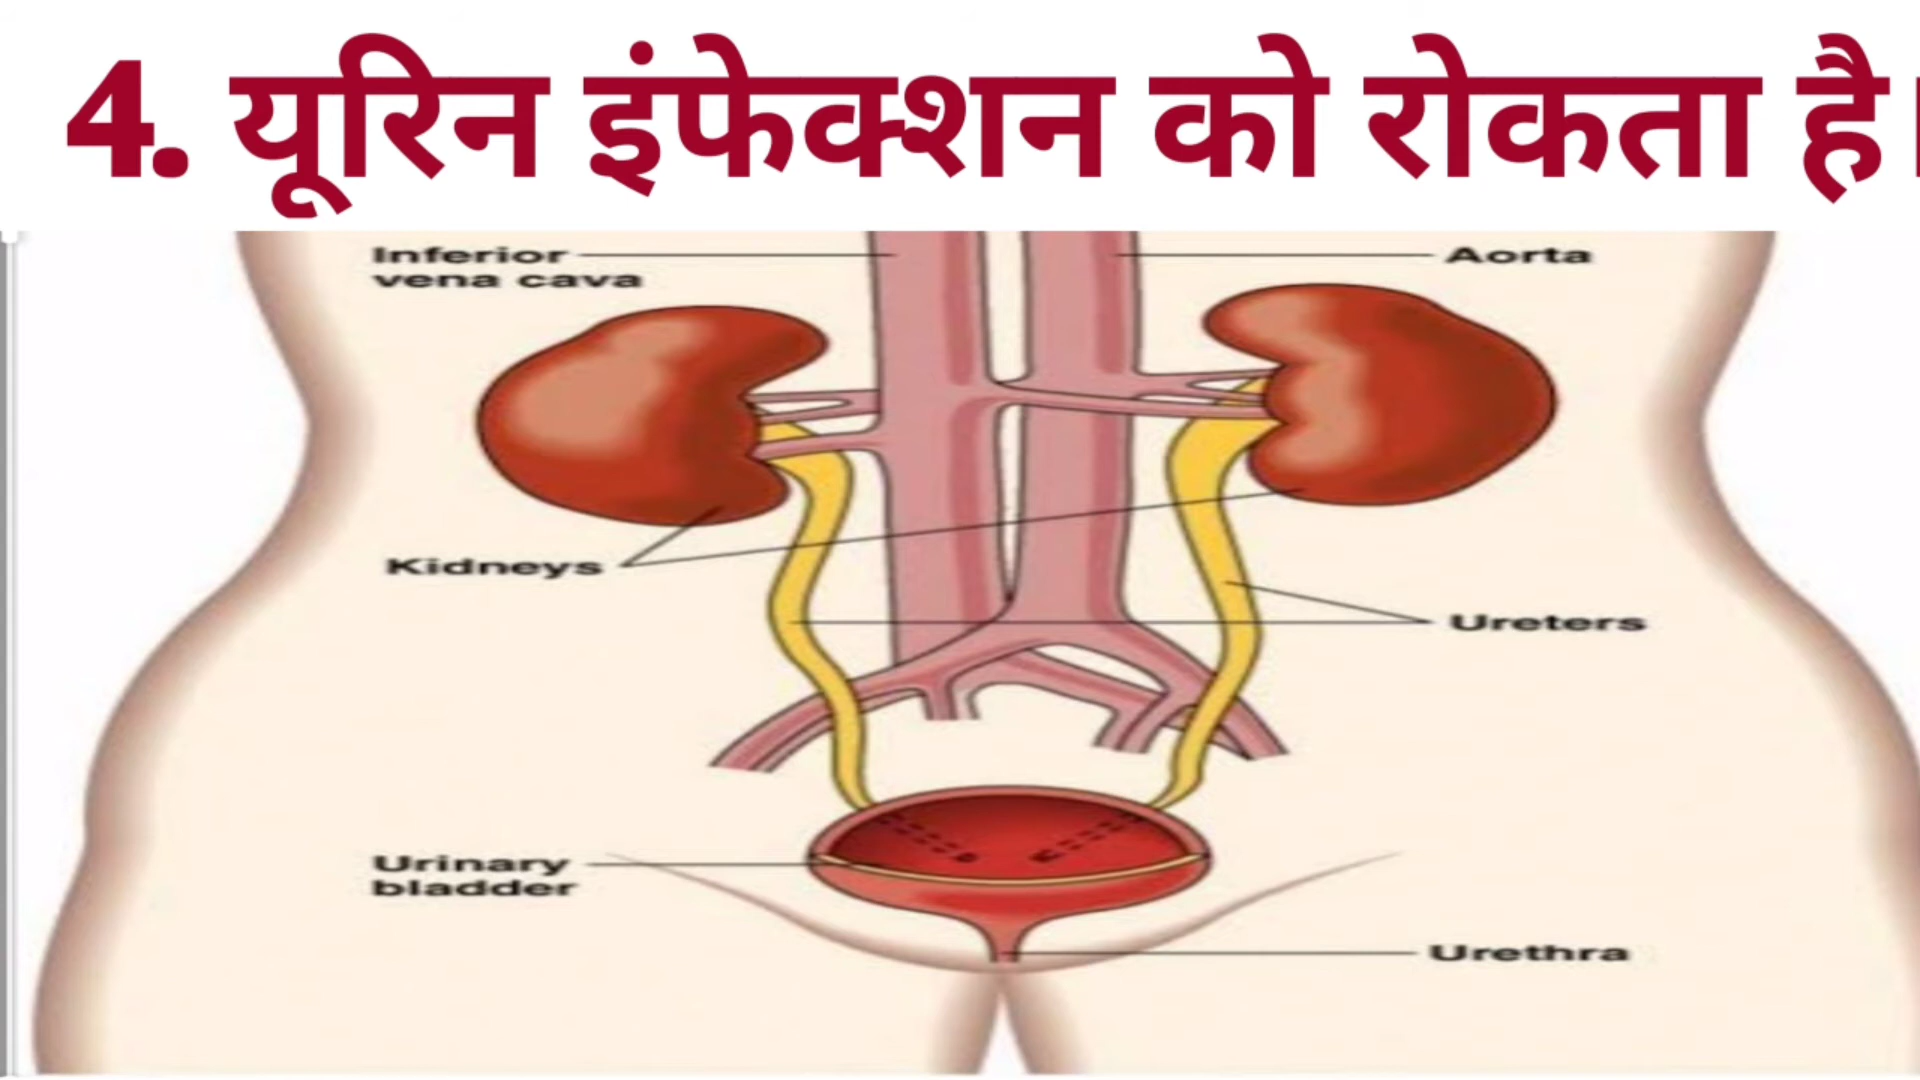 4. यूरिन इंफेक्शन को रोकता है।
Inferior
vena cava
Aorta
Kidneys
Ureters
Urinary
bladder
Urethra